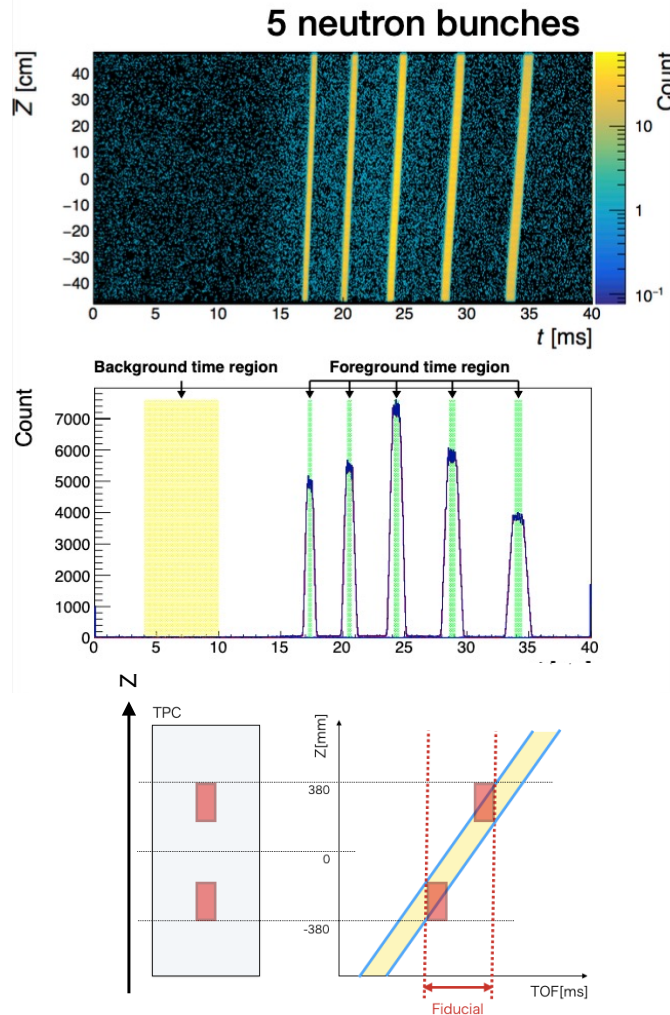 5 neutron bunches
Z̅ [cm]
40
30
20
10
0
−10
−20
−30
−40
0 5 10 15 20 25 30 35 40
t [ms]
Count
10
1
10⁻¹
Background time region Foreground time region
Count
7000
6000
5000
4000
3000
2000
1000
0
0 5 10 15 20 25 30 35 40
Z
TPC
Z[mm]
380
0
-380
TOF[ms]
Fiducial